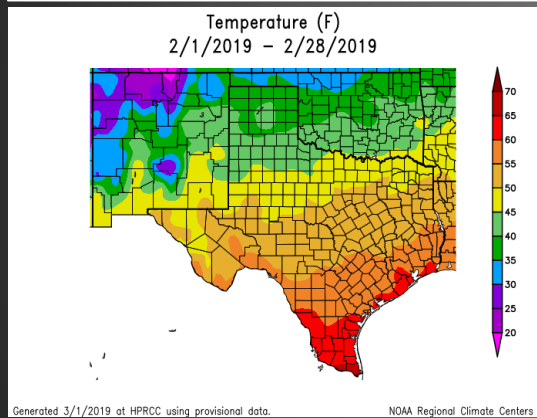 Temperature (F)
2/1/2019 – 2/28/2019
70
65
60
55
50
45
40
35
30
25
20
Generated 3/1/2019 at HPRCC using provisional data.
NOAA Regional Climate Centers